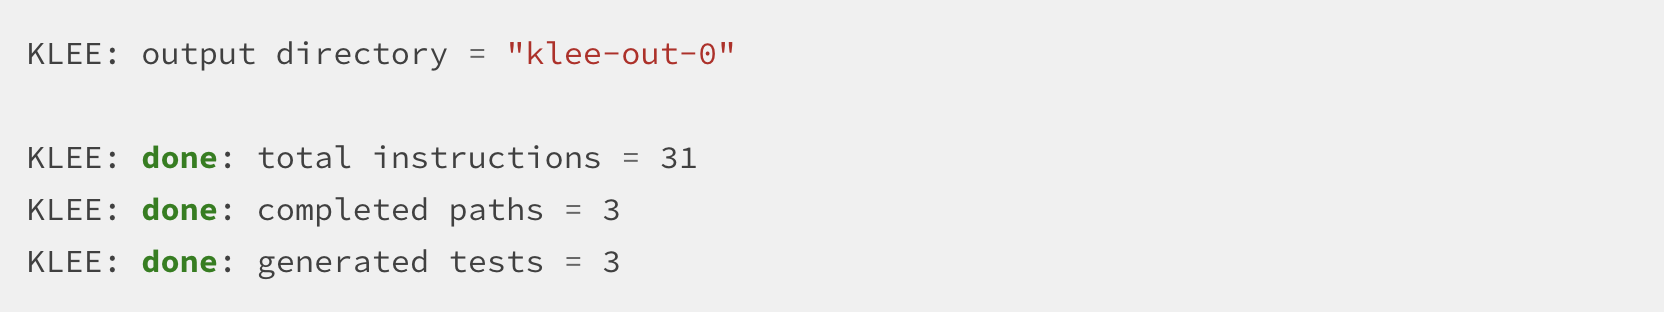 KLEE: output directory = "klee-out-0"
KLEE: done: total instructions = 31
KLEE: done: completed paths = 3
KLEE: done: generated tests = 3